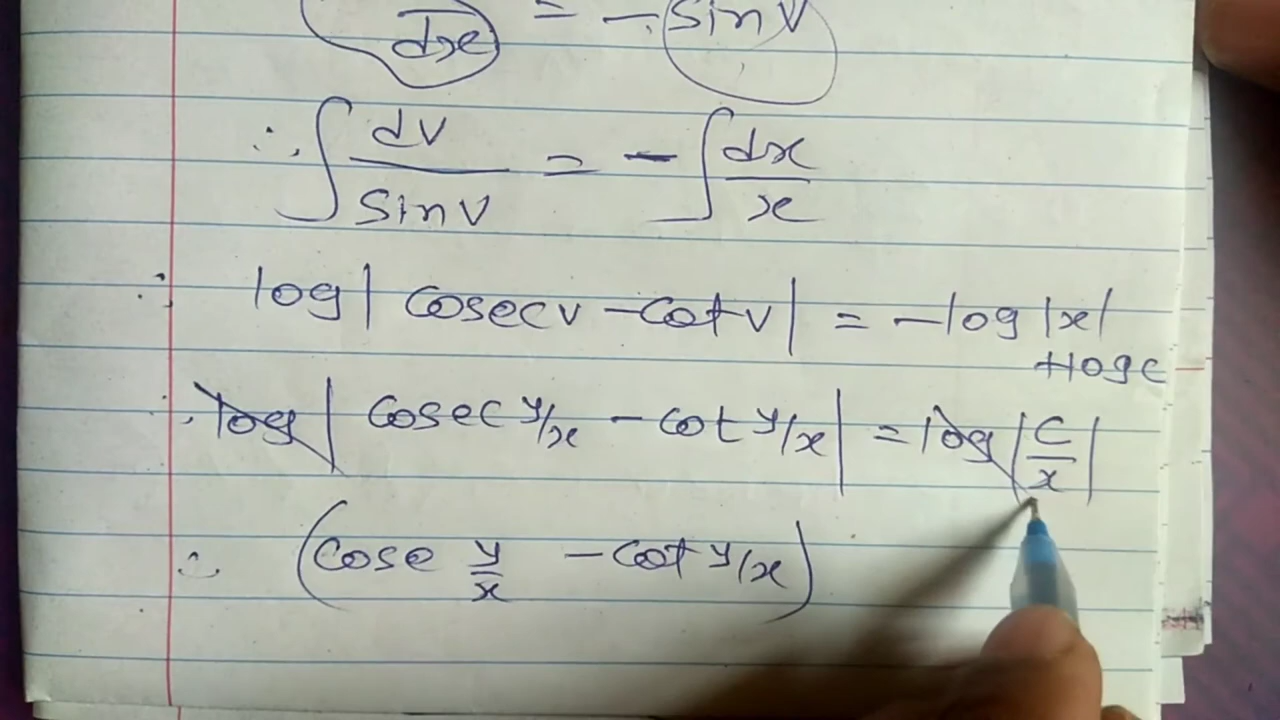 dx = - sin v
∴ ∫ dv/sin v = - ∫ dx/x
∴ log | cosec v - cot v | = - log |x|
+ log c
∴ log | cosec y/x - cot y/x | = log | c/x |
∴ ( cose y/x - cot y/x )